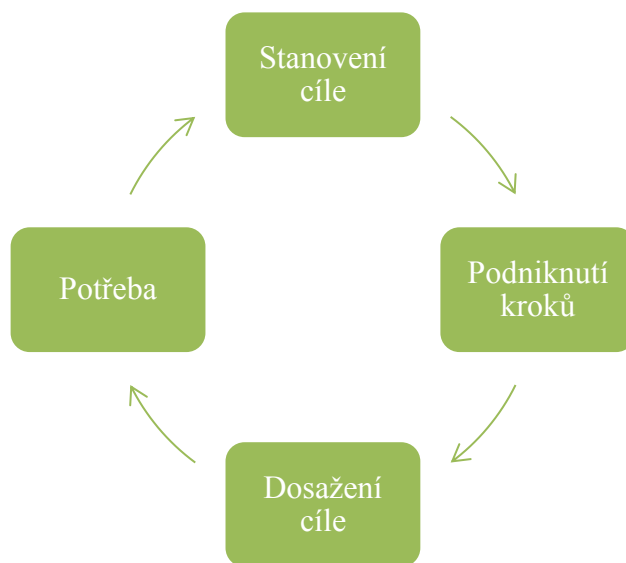 Stanovení
cíle
Potřeba
Podniknutí
kroků
Dosažení
cíle